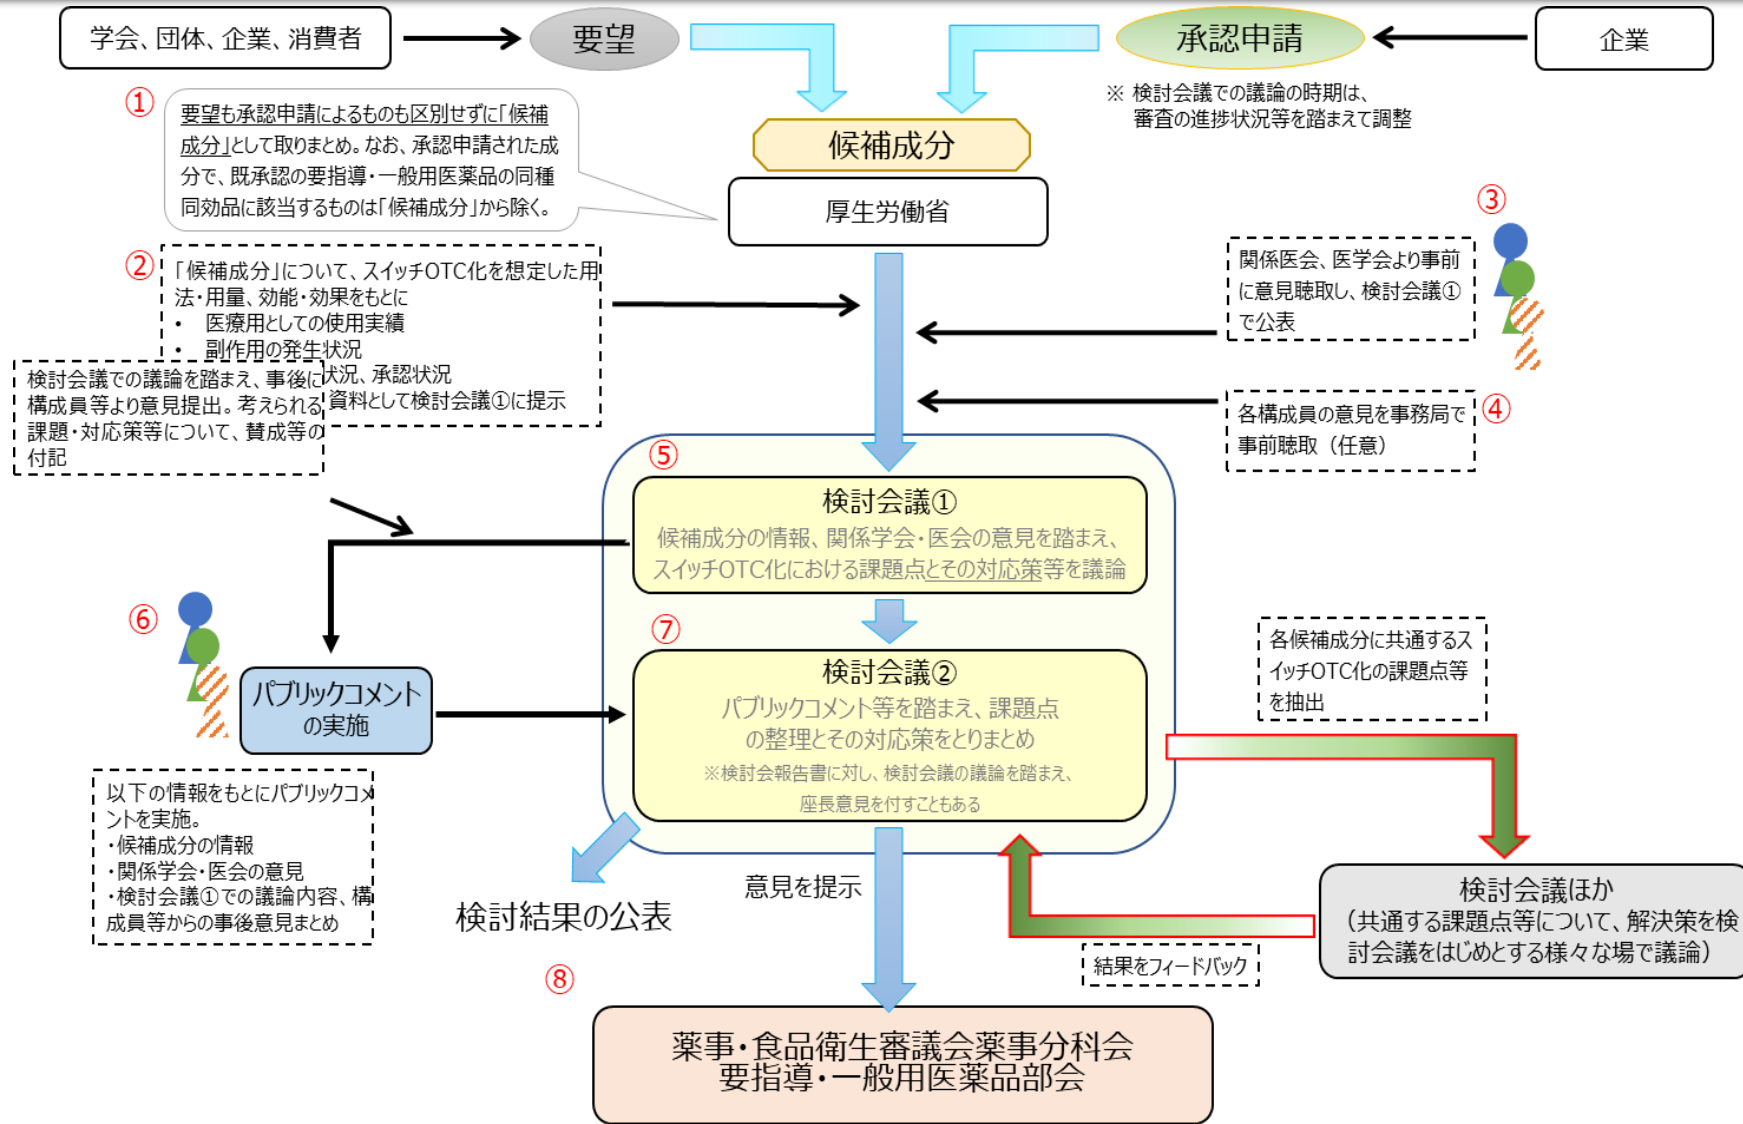 学会、団体、企業、消費者
要望
承認申請
企業
※ 検討会議での議論の時期は、
審査の進捗状況等を踏まえて調整
①
要望も承認申請によるものも区別せずに「候補
成分」として取りまとめ。なお、承認申請された成
分で、既承認の要指導・一般用医薬品の同種
同効品に該当するものは「候補成分」から除く。
候補成分
厚生労働省
②
「候補成分」について、スイッチOTC化を想定した用
法・用量、効能・効果をもとに
• 医療用としての使用実績
• 副作用の発生状況
状況、承認状況
資料として検討会議①に提示
検討会議での議論を踏まえ、事後に
構成員等より意見提出。考えられる
課題・対応策等について、賛成等の
付記
③
関係医会、医学会より事前
に意見聴取し、検討会議①
で公表
④
各構成員の意見を事務局で
事前聴取（任意）
⑤
検討会議①
候補成分の情報、関係学会・医会の意見を踏まえ、
スイッチOTC化における課題点とその対応策等を議論
⑥
パブリックコメント
の実施
以下の情報をもとにパブリックコメ
ントを実施。
・候補成分の情報
・関係学会・医会の意見
・検討会議①での議論内容、構
成員等からの事後意見まとめ
⑦
検討会議②
パブリックコメント等を踏まえ、課題点
の整理とその対応策をとりまとめ
※検討会報告書に対し、検討会議の議論を踏まえ、
座長意見を付すこともある
各候補成分に共通するス
イッチOTC化の課題点等
を抽出
検討会議ほか
（共通する課題点等について、解決策を検
討会議をはじめとする様々な場で議論）
結果をフィードバック
意見を提示
検討結果の公表
⑧
薬事・食品衛生審議会薬事分科会
要指導・一般用医薬品部会